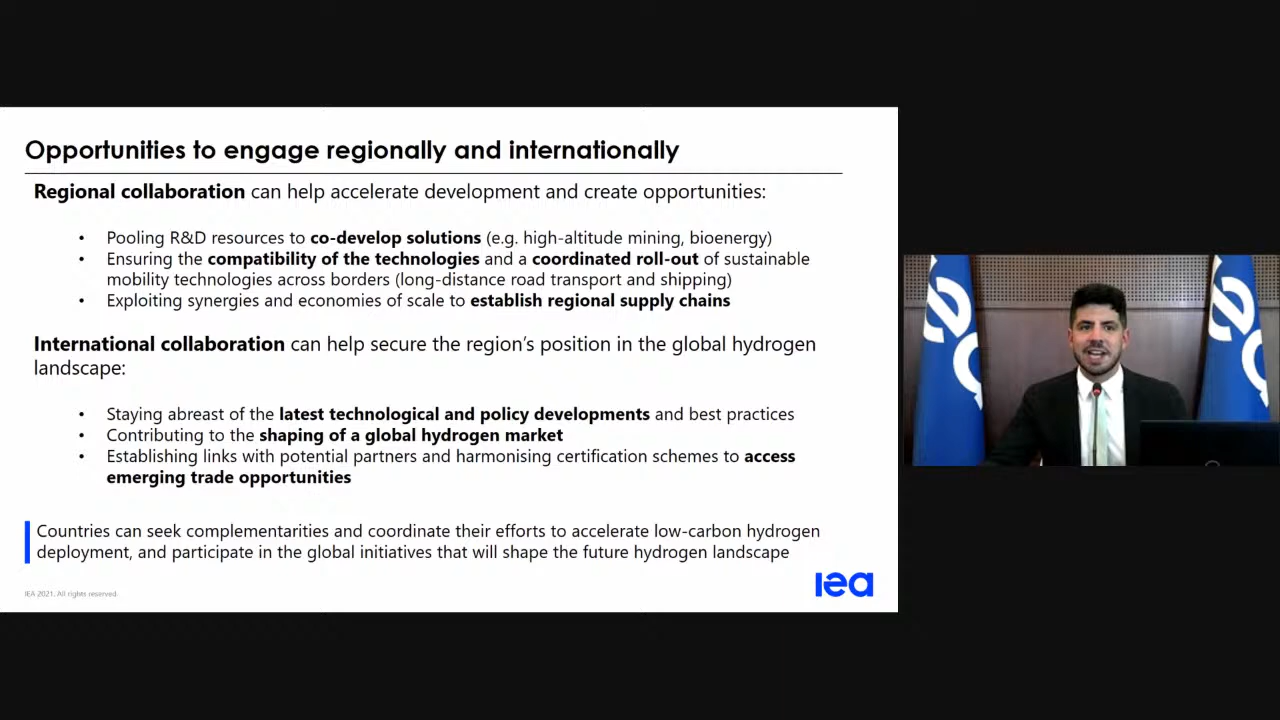 Opportunities to engage regionally and internationally
Regional collaboration can help accelerate development and create opportunities:
• Pooling R&D resources to co-develop solutions (e.g. high-altitude mining, bioenergy)
• Ensuring the compatibility of the technologies and a coordinated roll-out of sustainable
mobility technologies across borders (long-distance road transport and shipping)
• Exploiting synergies and economies of scale to establish regional supply chains
International collaboration can help secure the region's position in the global hydrogen
landscape:
• Staying abreast of the latest technological and policy developments and best practices
• Contributing to the shaping of a global hydrogen market
• Establishing links with potential partners and harmonising certification schemes to access
emerging trade opportunities
Countries can seek complementarities and coordinate their efforts to accelerate low-carbon hydrogen
deployment, and participate in the global initiatives that will shape the future hydrogen landscape
IEA 2021. All rights reserved.
iea